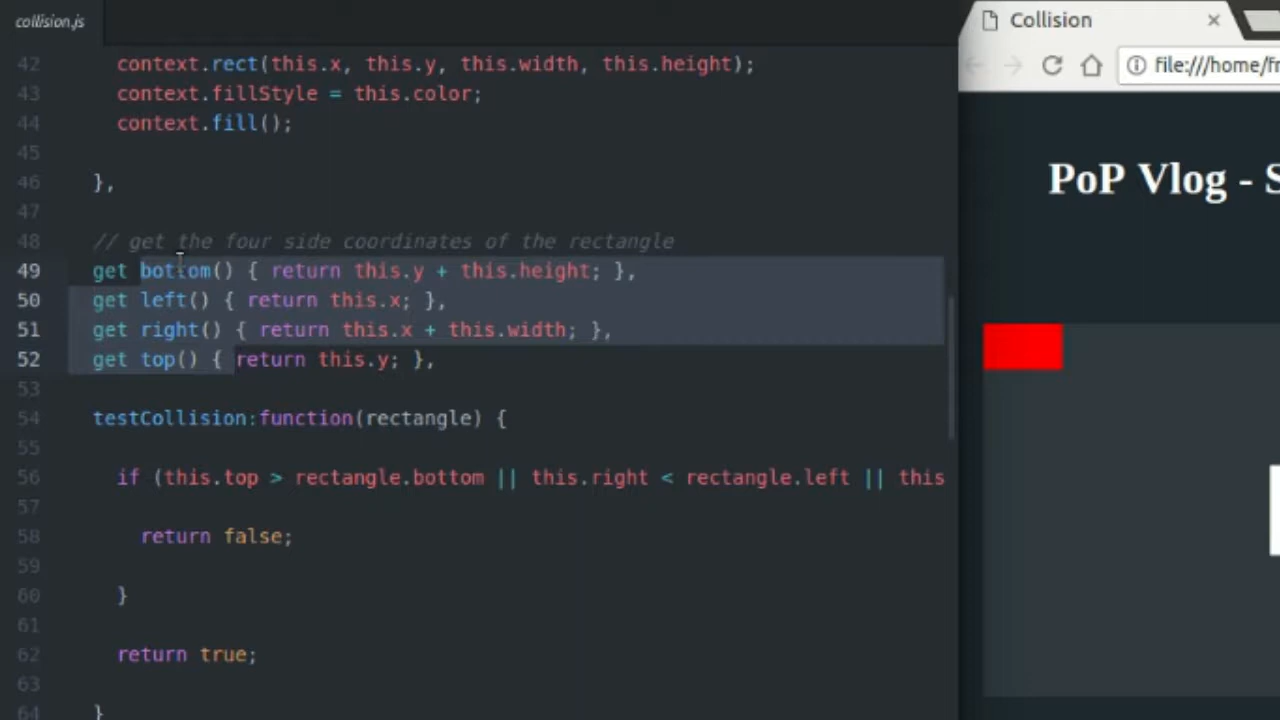 collision.js
42 context.rect(this.x, this.y, this.width, this.height);
43 context.fillStyle = this.color;
44 context.fill();
45
46 },
47
48 // get the four side coordinates of the rectangle
49 get bottom() { return this.y + this.height; },
50 get left() { return this.x; },
51 get right() { return this.x + this.width; },
52 get top() { return this.y; },
53
54 testCollision:function(rectangle) {
55
56 if (this.top > rectangle.bottom || this.right < rectangle.left || this
57
58 return false;
59
60 }
61
62 return true;
63
64 }
Collision
file:///home/fr
PoP Vlog - S